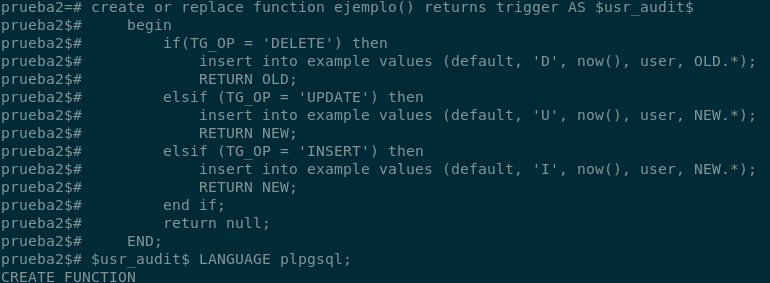 prueba2=# create or replace function ejemplo() returns trigger AS $usr_audit$
prueba2$#     begin
prueba2$#         if(TG_OP = 'DELETE') then
prueba2$#             insert into example values (default, 'D', now(), user, OLD.*);
prueba2$#             RETURN OLD;
prueba2$#         elsif (TG_OP = 'UPDATE') then
prueba2$#             insert into example values (default, 'U', now(), user, NEW.*);
prueba2$#             RETURN NEW;
prueba2$#         elsif (TG_OP = 'INSERT') then
prueba2$#             insert into example values (default, 'I', now(), user, NEW.*);
prueba2$#             RETURN NEW;
prueba2$#         end if;
prueba2$#         return null;
prueba2$#     END;
prueba2$# $usr_audit$ LANGUAGE plpgsql;
CREATE FUNCTION